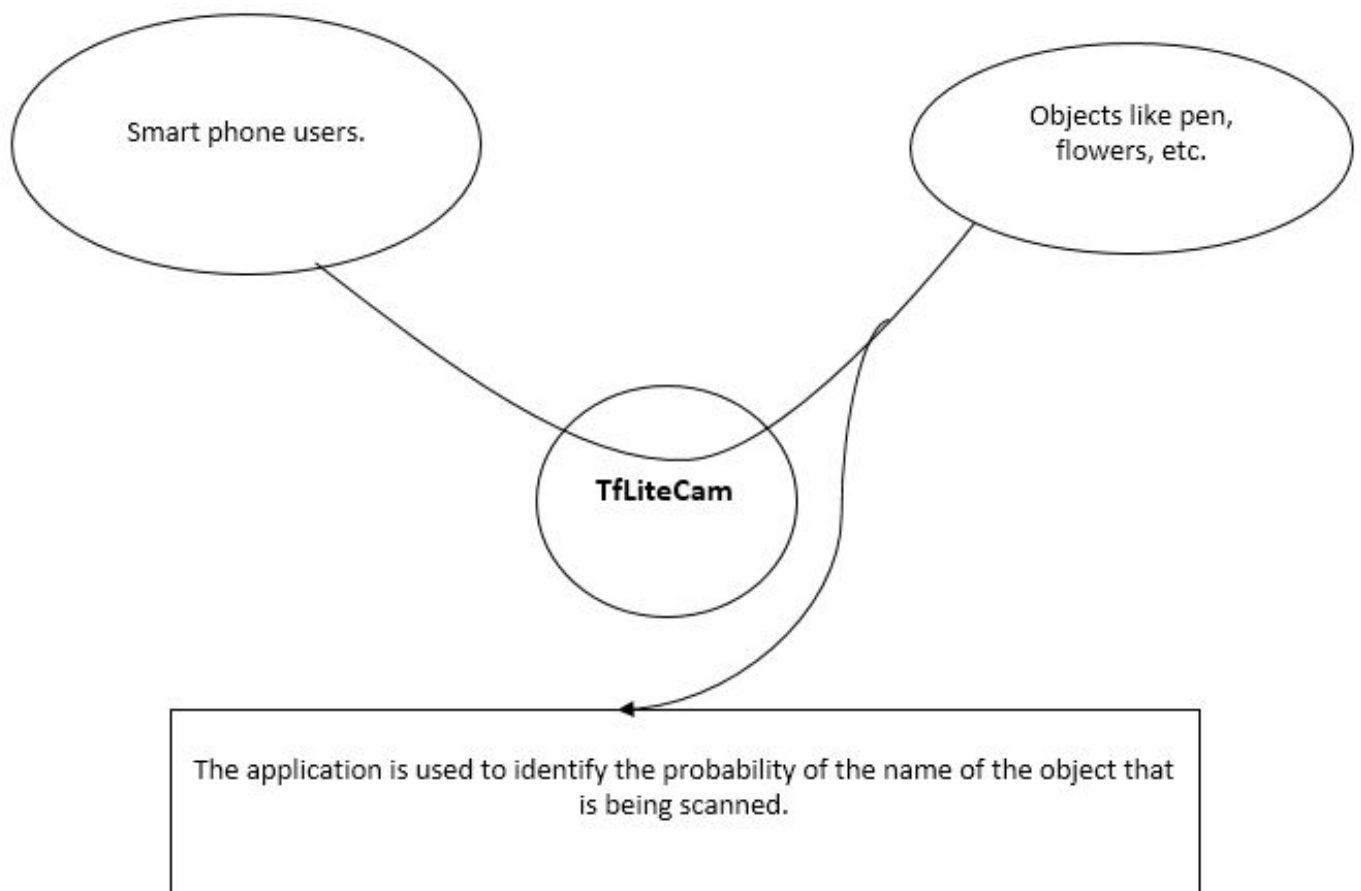 Smart phone users.
Objects like pen,
flowers, etc.
TfLiteCam
The application is used to identify the probability of the name of the object that
is being scanned.